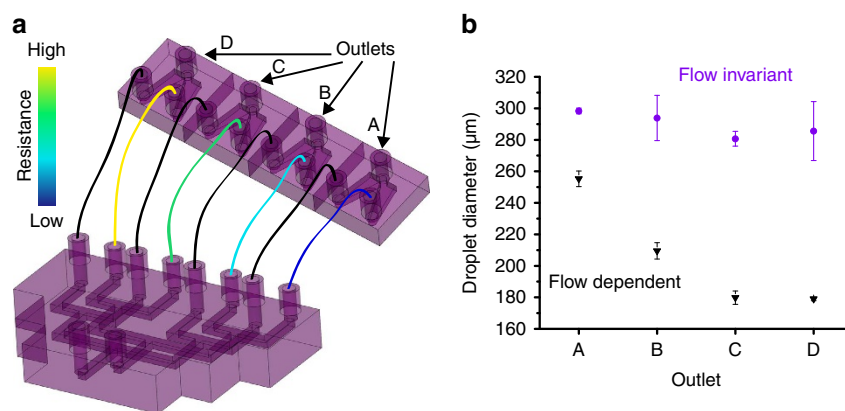 a
High
Resistance
Low
D
C
B
A
Outlets
b
Droplet diameter (µm)
320
300
280
260
240
220
200
180
160
Flow invariant
Flow dependent
A
B
C
D
Outlet